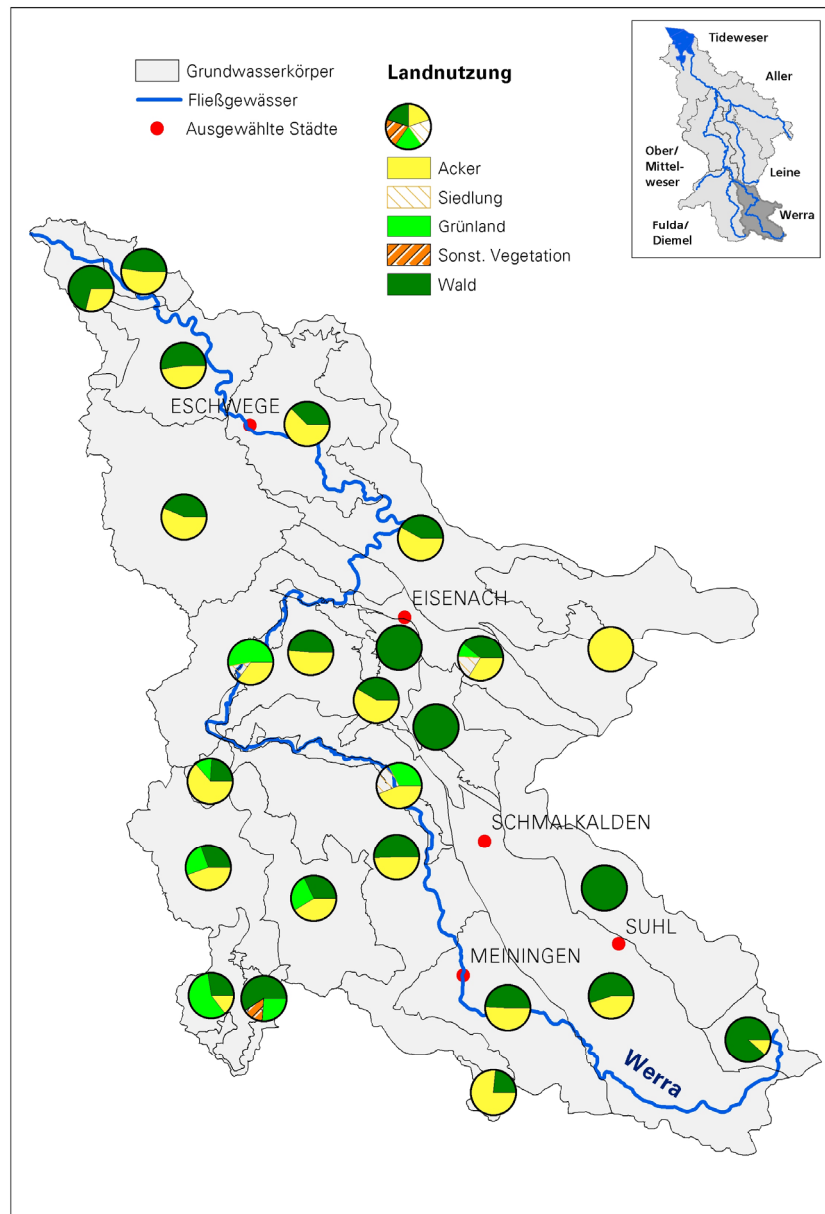 Grundwasserkörper
Fließgewässer
Ausgewählte Städte
Landnutzung
Acker
Siedlung
Grünland
Sonst. Vegetation
Wald
Tideweser
Aller
Ober/
Mittel-
weser
Leine
Werra
Fulda/
Diemel
ESCHWEGE
EISENACH
SCHMALKALDEN
SUHL
MEININGEN
Werra